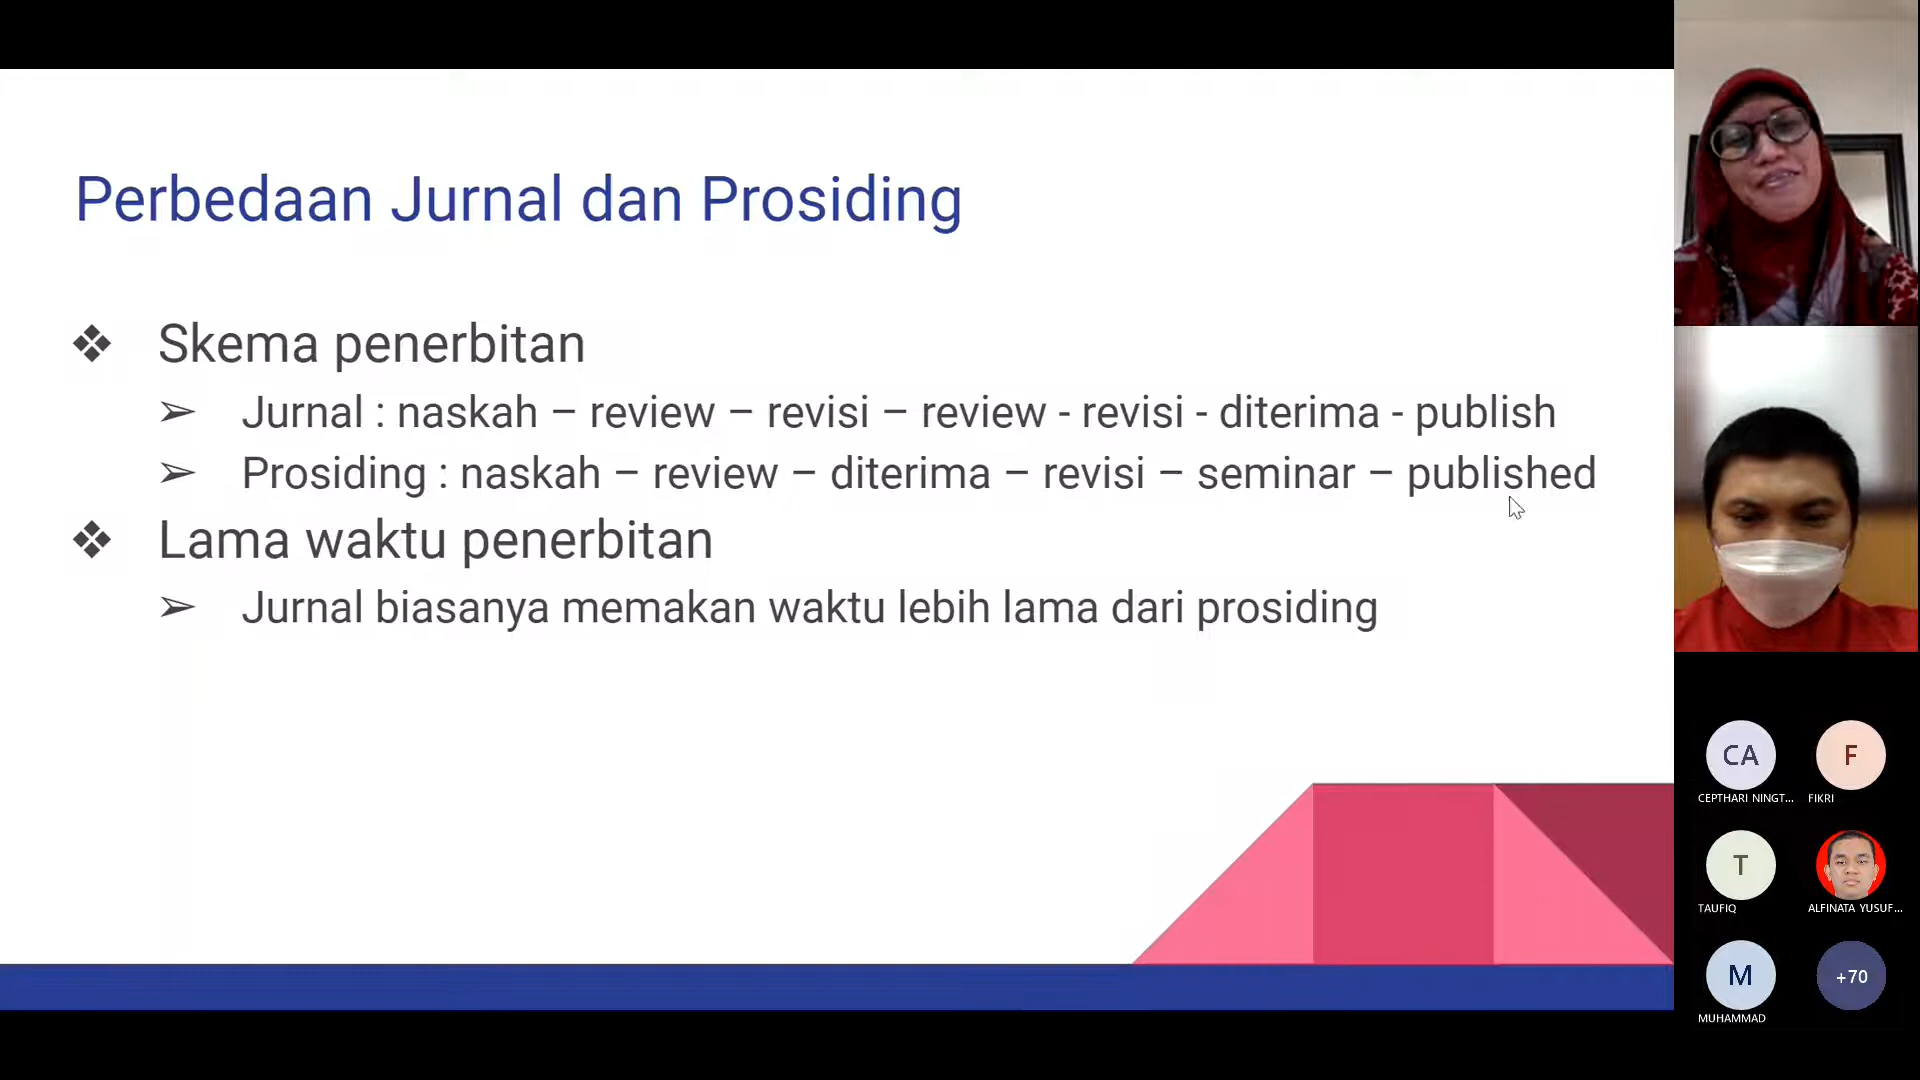 Perbedaan Jurnal dan Prosiding
❖ Skema penerbitan
➢ Jurnal : naskah – review – revisi – review - revisi - diterima - publish
➢ Prosiding : naskah – review – diterima – revisi – seminar – published
❖ Lama waktu penerbitan
➢ Jurnal biasanya memakan waktu lebih lama dari prosiding
CA
CEPTHARI NINGT...
F
FIKRI
T
TAUFIQ
ALFINATA YUSUF...
M
MUHAMMAD
+70